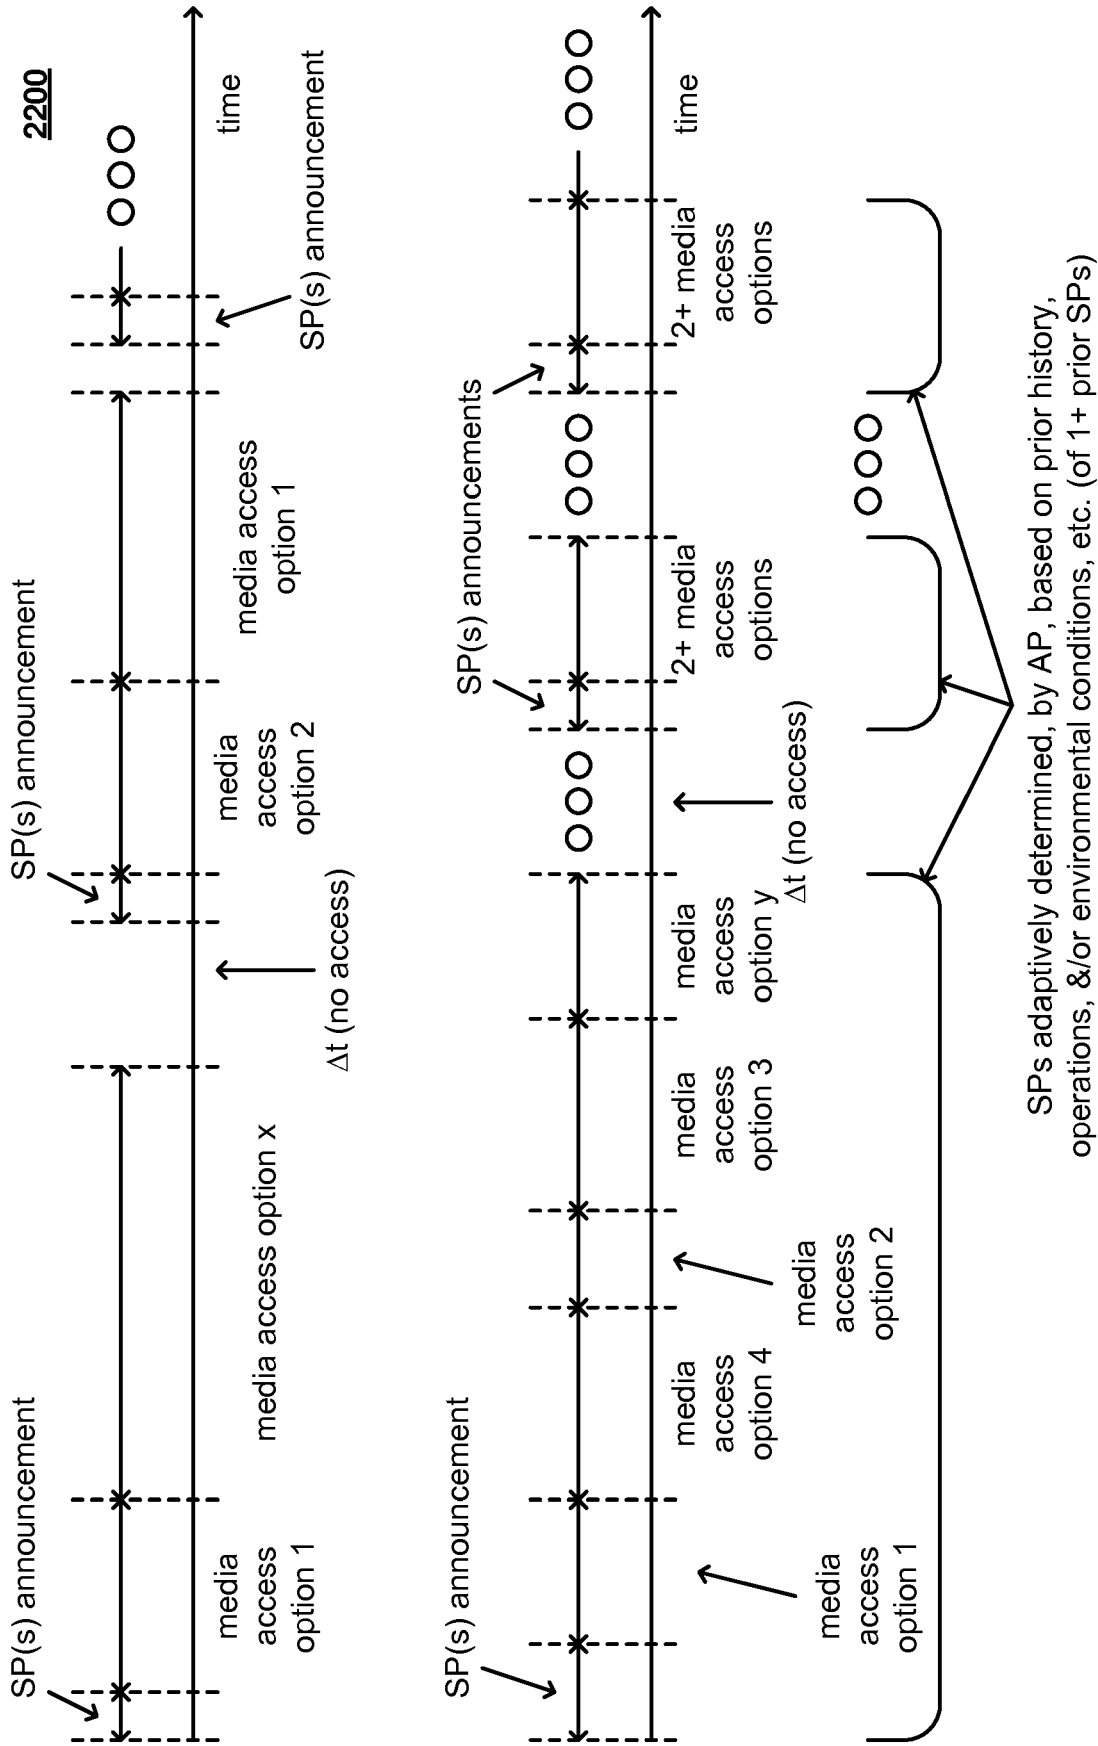 2200
SP(s) announcement
SP(s) announcement
media
access
option 1
media access option x
Δt (no access)
media
access
option 2
media access
option 1
SP(s) announcement
time
SP(s) announcement
SP(s) announcements
media
access
option 1
media
access
option 4
media
access
option 2
media
access
option 3
media
access
option y
Δt (no access)
2+ media
access
options
2+ media
access
options
time
SPs adaptively determined, by AP, based on prior history,
operations, &/or environmental conditions, etc. (of 1+ prior SPs)